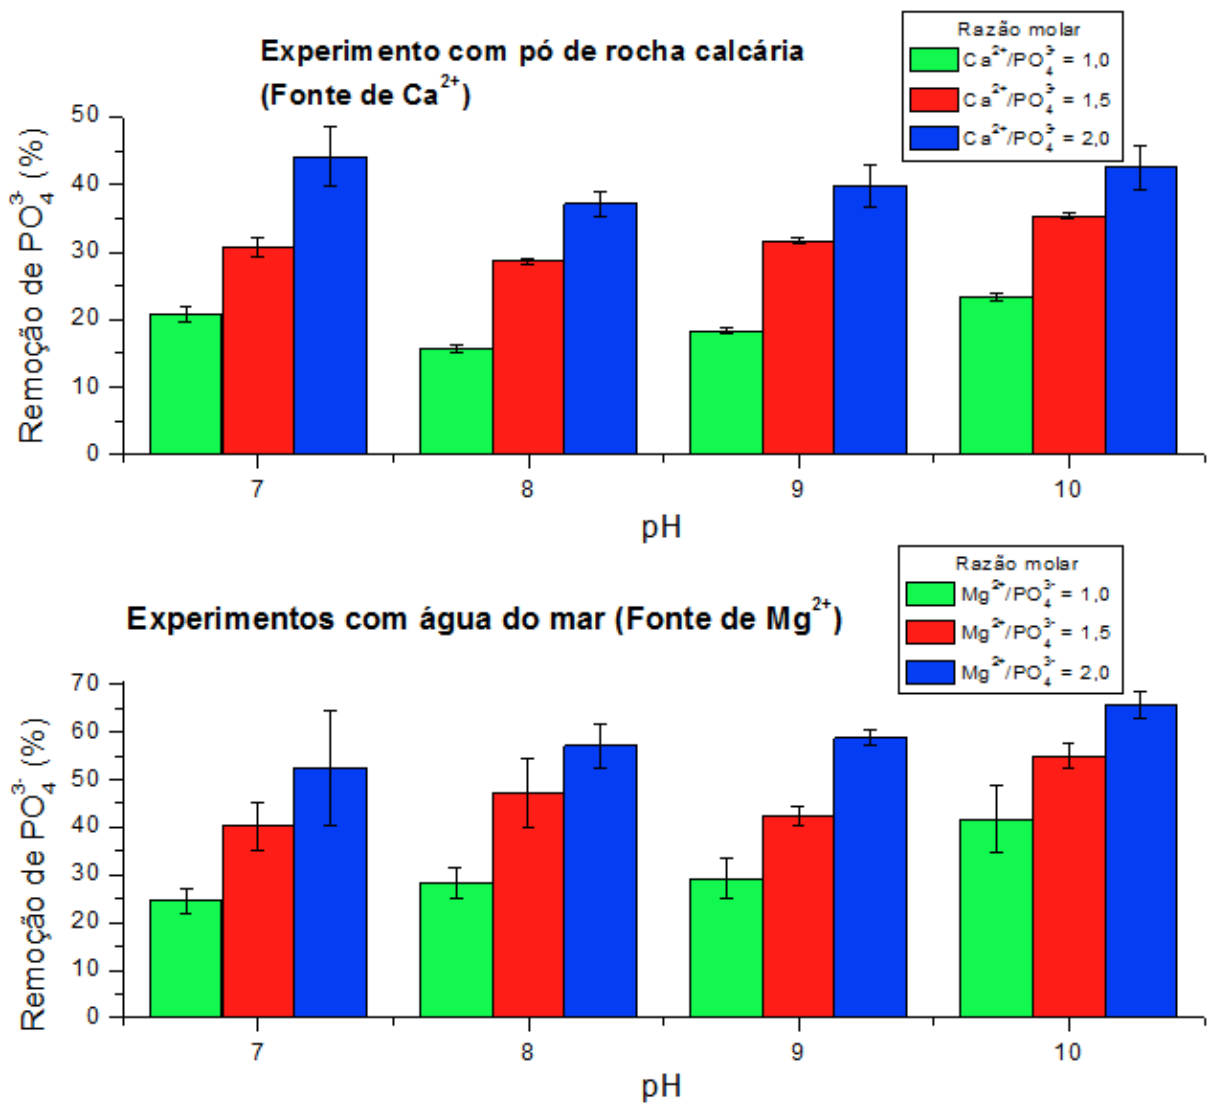 Experimento com pó de rocha calcária
(Fonte de Ca²⁺)
Razão molar
Ca²⁺/PO₄³⁻ = 1,0
Ca²⁺/PO₄³⁻ = 1,5
Ca²⁺/PO₄³⁻ = 2,0
Remoção de PO₄³⁻ (%)
50
40
30
20
10
0
7 8 9 10
pH
Experimentos com água do mar (Fonte de Mg²⁺)
Razão molar
Mg²⁺/PO₄³⁻ = 1,0
Mg²⁺/PO₄³⁻ = 1,5
Mg²⁺/PO₄³⁻ = 2,0
Remoção de PO₄³⁻ (%)
70
60
50
40
30
20
10
0
7 8 9 10
pH